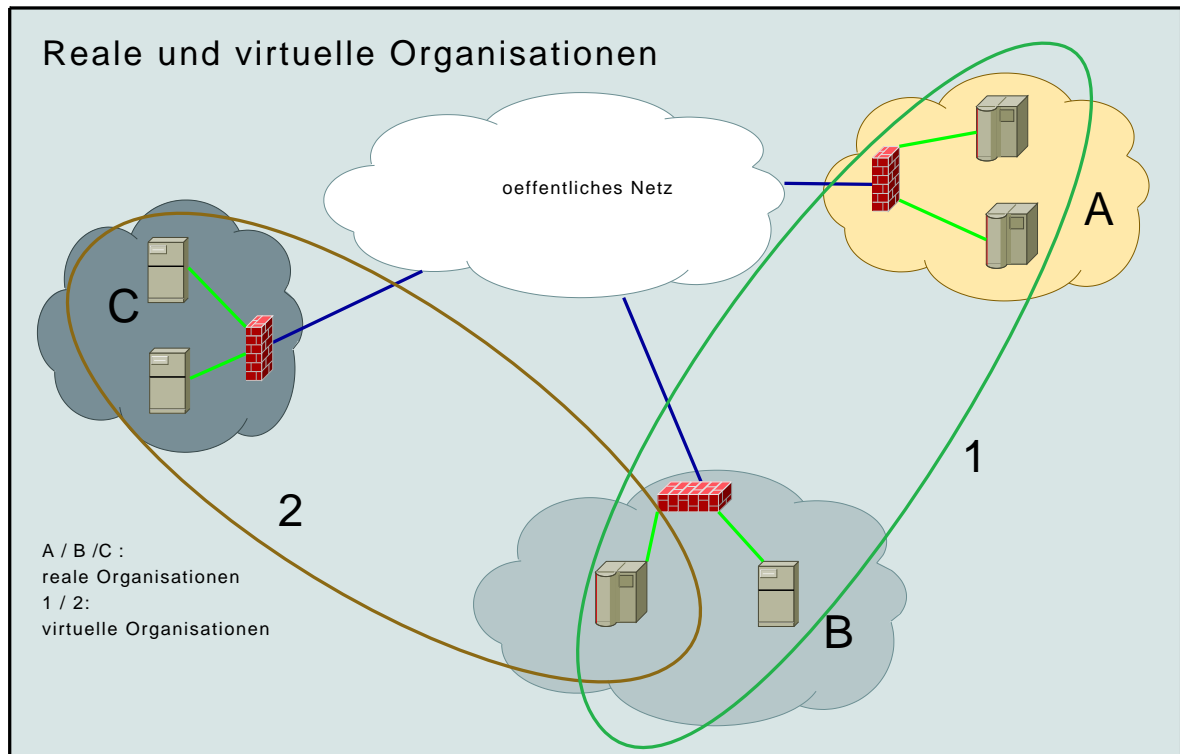 Reale und virtuelle Organisationen
oeffentliches Netz
A
C
1
2
B
A / B /C :
reale Organisationen
1 / 2:
virtuelle Organisationen